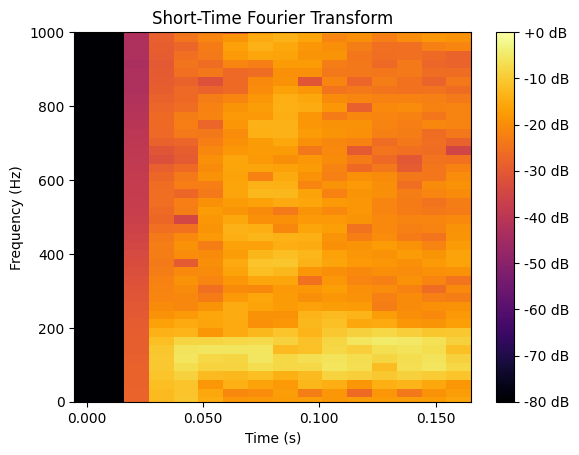 Short-Time Fourier Transform
Frequency (Hz)
1000
800
600
400
200
0
0.000
0.050
0.100
0.150
Time (s)
+0 dB
-10 dB
-20 dB
-30 dB
-40 dB
-50 dB
-60 dB
-70 dB
-80 dB